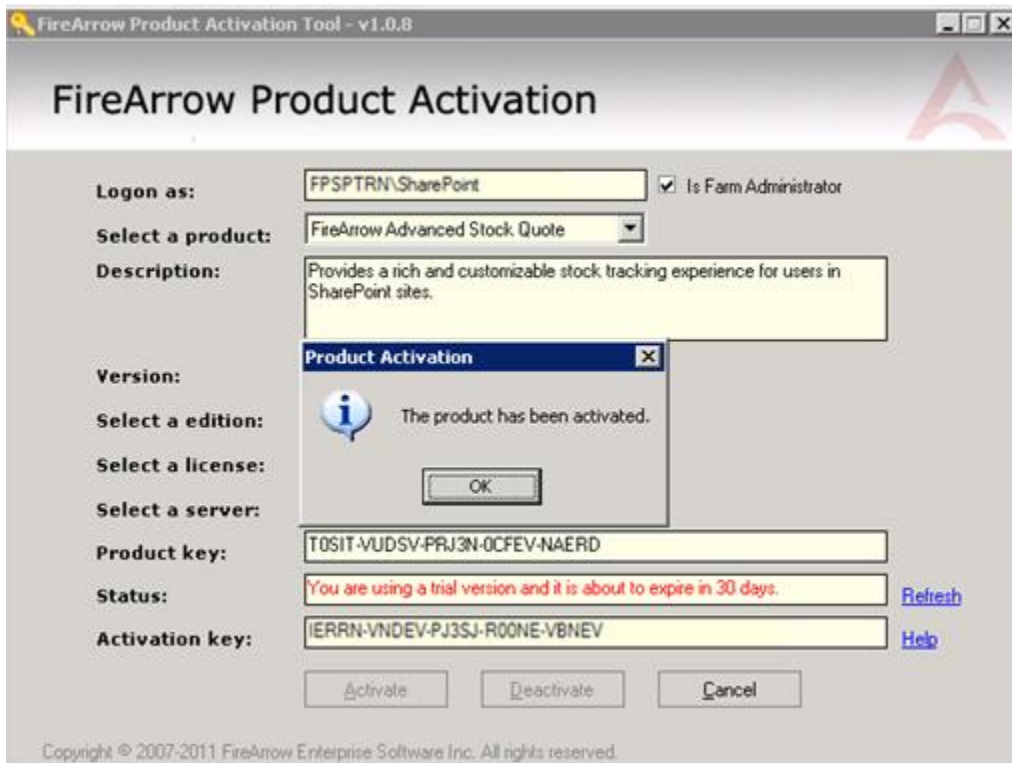 FireArrow Product Activation Tool - v1.0.8
FireArrow Product Activation
Logon as:
FPSPTRN\SharePoint
Is Farm Administrator
Select a product:
FireArrow Advanced Stock Quote
Description:
Provides a rich and customizable stock tracking experience for users in
SharePoint sites.
Product Activation
The product has been activated.
OK
Version:
Select a edition:
Select a license:
Select a server:
Product key:
T0SIT-VUDSV-PRJ3N-0CFEV-NAERD
Status:
You are using a trial version and it is about to expire in 30 days.
Refresh
Activation key:
IERRN-VNDEV-PJ3SJ-R00NE-VBNEV
Help
Activate
Deactivate
Cancel
Copyright © 2007-2011 FireArrow Enterprise Software Inc. All rights reserved.